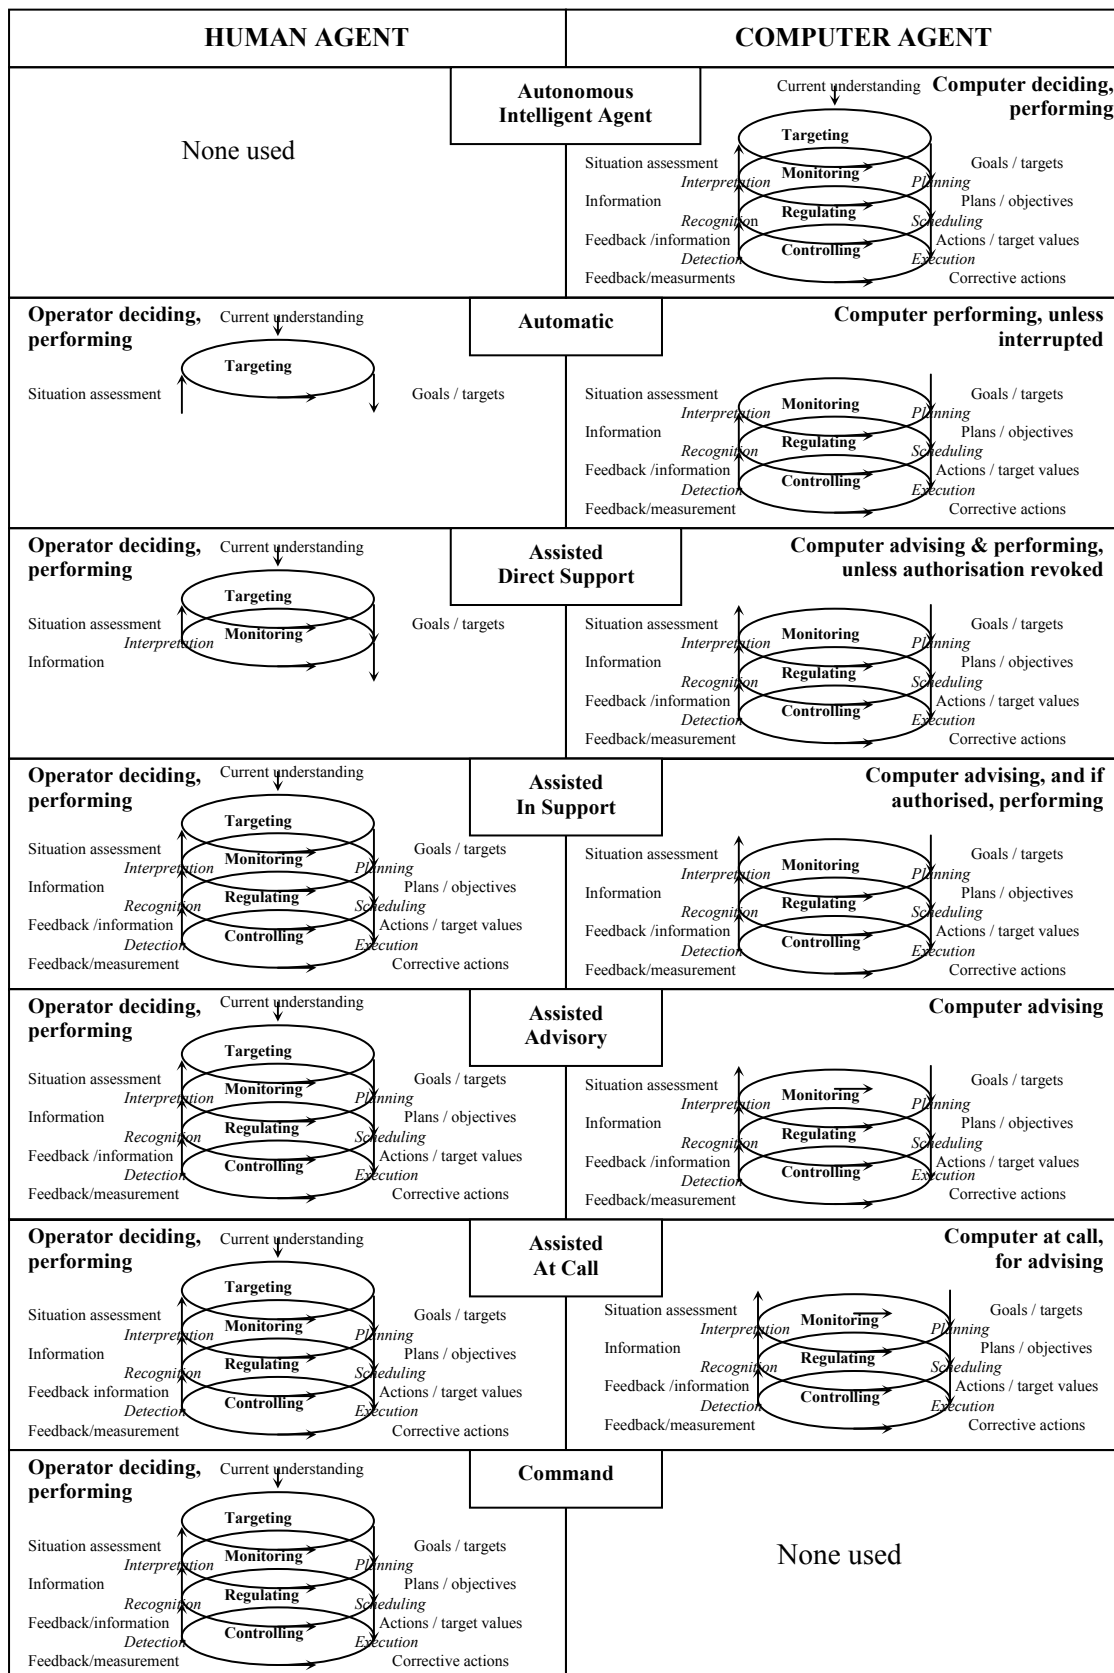 HUMAN AGENT
COMPUTER AGENT
Autonomous
Intelligent Agent
None used
Current understanding
Computer deciding,
performing
Targeting
Situation assessment
Goals / targets
Monitoring
Interpretation
Planning
Information
Plans / objectives
Regulating
Recognition
Scheduling
Feedback /information
Actions / target values
Controlling
Detection
Execution
Feedback/measurments
Corrective actions
Automatic
Operator deciding,
performing
Current understanding
Targeting
Situation assessment
Goals / targets
Computer performing, unless
interrupted
Situation assessment
Goals / targets
Monitoring
Interpretation
Planning
Information
Plans / objectives
Regulating
Recognition
Scheduling
Feedback /information
Actions / target values
Controlling
Detection
Execution
Feedback/measurement
Corrective actions
Assisted
Direct Support
Operator deciding,
performing
Current understanding
Targeting
Situation assessment
Goals / targets
Monitoring
Interpretation
Information
Computer advising & performing,
unless authorisation revoked
Situation assessment
Goals / targets
Monitoring
Interpretation
Planning
Information
Plans / objectives
Regulating
Recognition
Scheduling
Feedback /information
Actions / target values
Controlling
Detection
Execution
Feedback/measurement
Corrective actions
Assisted
In Support
Operator deciding,
performing
Current understanding
Targeting
Situation assessment
Goals / targets
Monitoring
Interpretation
Planning
Information
Plans / objectives
Regulating
Recognition
Scheduling
Feedback /information
Actions / target values
Controlling
Detection
Execution
Feedback/measurement
Corrective actions
Computer advising, and if
authorised, performing
Situation assessment
Goals / targets
Monitoring
Interpretation
Planning
Information
Plans / objectives
Regulating
Recognition
Scheduling
Feedback /information
Actions / target values
Controlling
Detection
Execution
Feedback/measurement
Corrective actions
Assisted
Advisory
Operator deciding,
performing
Current understanding
Targeting
Situation assessment
Goals / targets
Monitoring
Interpretation
Planning
Information
Plans / objectives
Regulating
Recognition
Scheduling
Feedback /information
Actions / target values
Controlling
Detection
Execution
Feedback/measurement
Corrective actions
Computer advising
Situation assessment
Goals / targets
Monitoring
Interpretation
Planning
Information
Plans / objectives
Regulating
Recognition
Scheduling
Feedback /information
Actions / target values
Controlling
Detection
Execution
Feedback/measurement
Corrective actions
Assisted
At Call
Operator deciding,
performing
Current understanding
Targeting
Situation assessment
Goals / targets
Monitoring
Interpretation
Planning
Information
Plans / objectives
Regulating
Recognition
Scheduling
Feedback information
Actions / target values
Controlling
Detection
Execution
Feedback/measurement
Corrective actions
Computer at call,
for advising
Situation assessment
Goals / targets
Monitoring
Interpretation
Planning
Information
Plans / objectives
Regulating
Recognition
Scheduling
Feedback /information
Actions / target values
Controlling
Detection
Execution
Feedback/measurement
Corrective actions
Command
Operator deciding,
performing
Current understanding
Targeting
Situation assessment
Goals / targets
Monitoring
Interpretation
Planning
Information
Plans / objectives
Regulating
Recognition
Scheduling
Feedback/information
Actions / target values
Controlling
Detection
Execution
Feedback/measurement
Corrective actions
None used